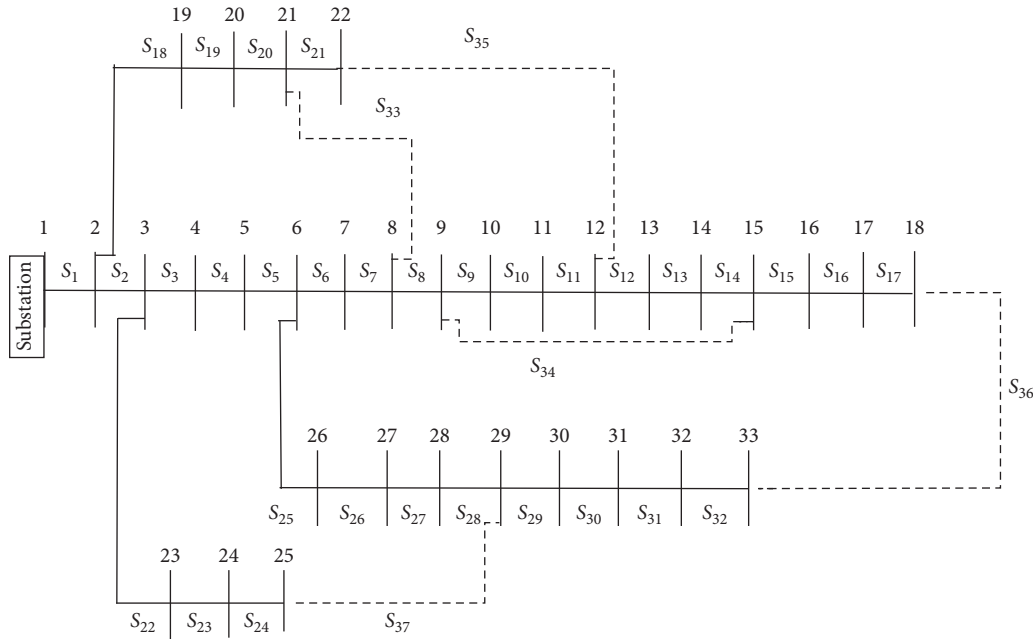 19 20 21 22
S18 S19 S20 S21 S35
S33
1 2 3 4 5 6 7 8 9 10 11 12 13 14 15 16 17 18
S1 S2 S3 S4 S5 S6 S7 S8 S9 S10 S11 S12 S13 S14 S15 S16 S17
Substation
S34
S36
26 27 28 29 30 31 32 33
S25 S26 S27 S28 S29 S30 S31 S32
23 24 25
S22 S23 S24 S37